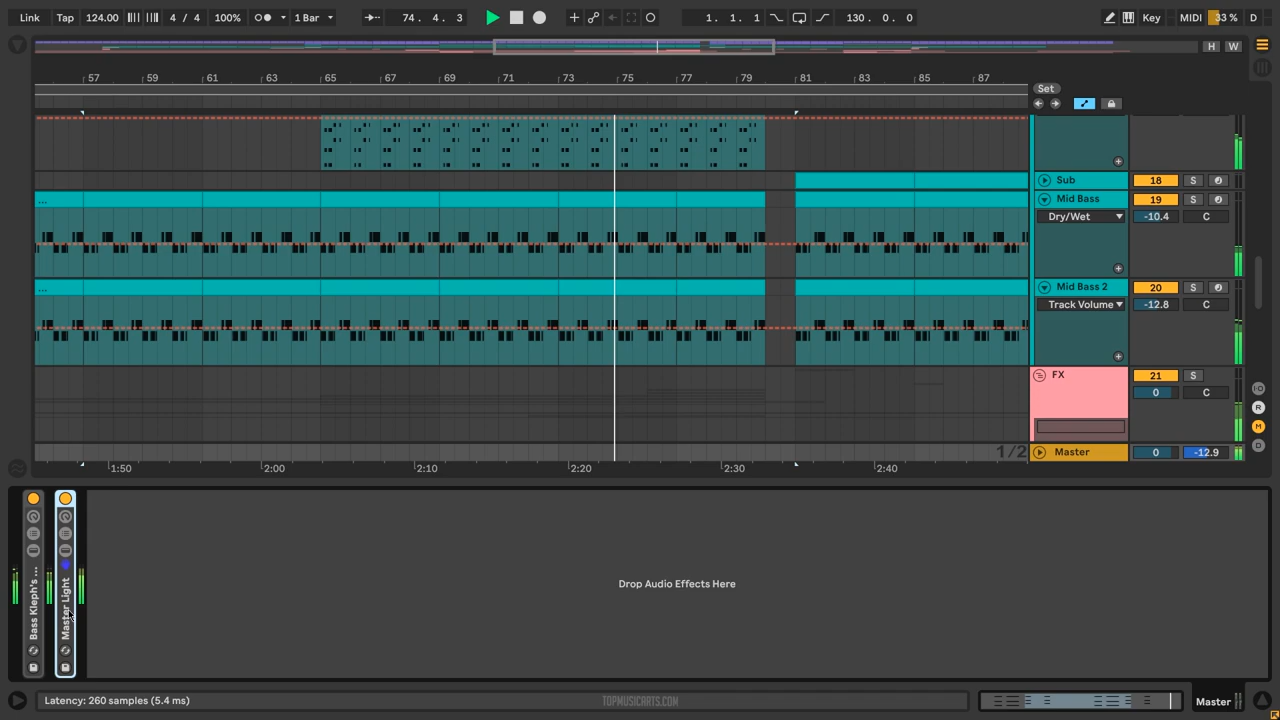 Link Tap 124.00 4 / 4 100% 1 Bar 74. 4. 3 1. 1. 1 130. 0. 0 Key MIDI 33 % D
H W
57 59 61 63 65 67 69 71 73 75 77 79 81 83 85 87
Set
Sub 18 S
... Mid Bass 19 S
Dry/Wet -10.4 C
... Mid Bass 2 20 S
Track Volume -12.8 C
FX 21 S
0 C
I·O
R
M
D
1/2 Master 0 -12.9
1:50 2:00 2:10 2:20 2:30 2:40
Bass Kleph's ...
Master Light
Drop Audio Effects Here
Latency: 260 samples (5.4 ms) TOPMUSICARTS.COM Master